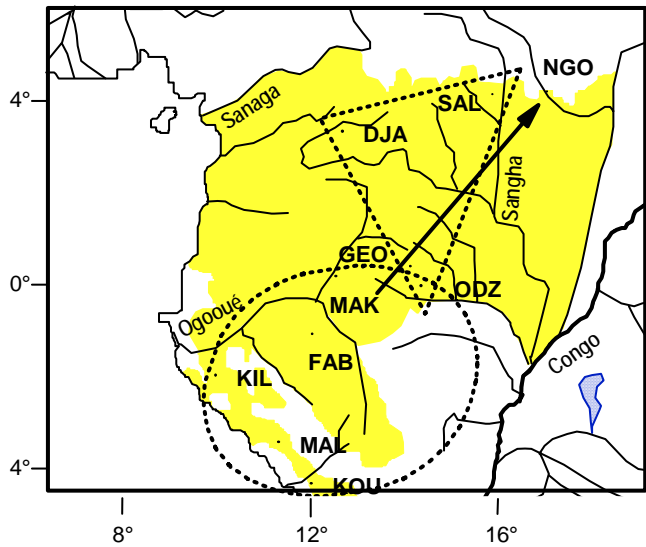 NGO
4°
Sanaga
SAL
DJA
Sangha
GEO
0°
ODZ
MAK
Ogooué
Congo
FAB
KIL
MAL
4°
KOU
8°
12°
16°